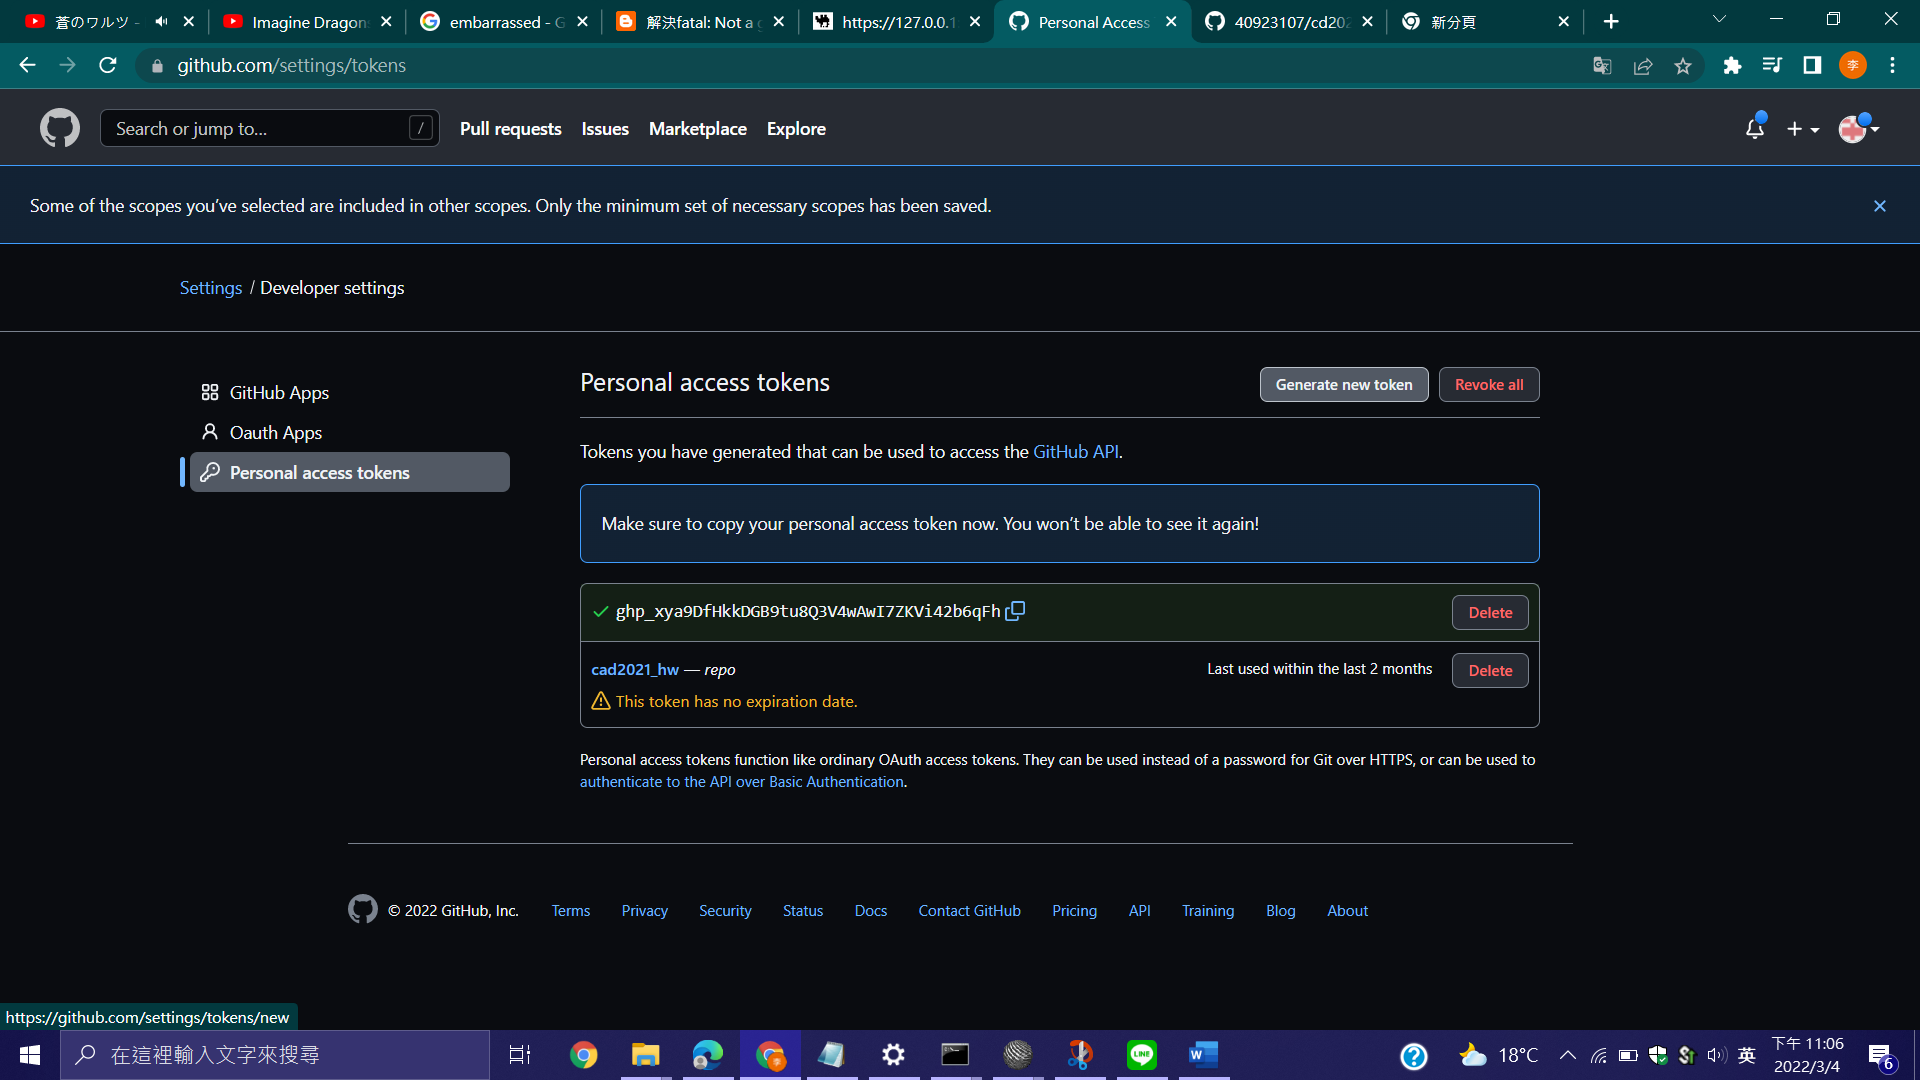 蒼のワルツ -
Imagine Dragon
embarrassed - G
解決fatal: Not a g
https://127.0.0.1
Personal Access
40923107/cd202
新分頁
github.com/settings/tokens
李
Search or jump to...
/
Pull requests
Issues
Marketplace
Explore
Some of the scopes you’ve selected are included in other scopes. Only the minimum set of necessary scopes has been saved.
Settings / Developer settings
GitHub Apps
Oauth Apps
Personal access tokens
Personal access tokens
Generate new token
Revoke all
Tokens you have generated that can be used to access the GitHub API.
Make sure to copy your personal access token now. You won’t be able to see it again!
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
Delete
cad2021_hw — repo
Last used within the last 2 months
Delete
This token has no expiration date.
Personal access tokens function like ordinary OAuth access tokens. They can be used instead of a password for Git over HTTPS, or can be used to
authenticate to the API over Basic Authentication.
© 2022 GitHub, Inc.
Terms
Privacy
Security
Status
Docs
Contact GitHub
Pricing
API
Training
Blog
About
https://github.com/settings/tokens/new
在這裡輸入文字來搜尋
LINE
18°C
英
下午 11:06
2022/3/4
6